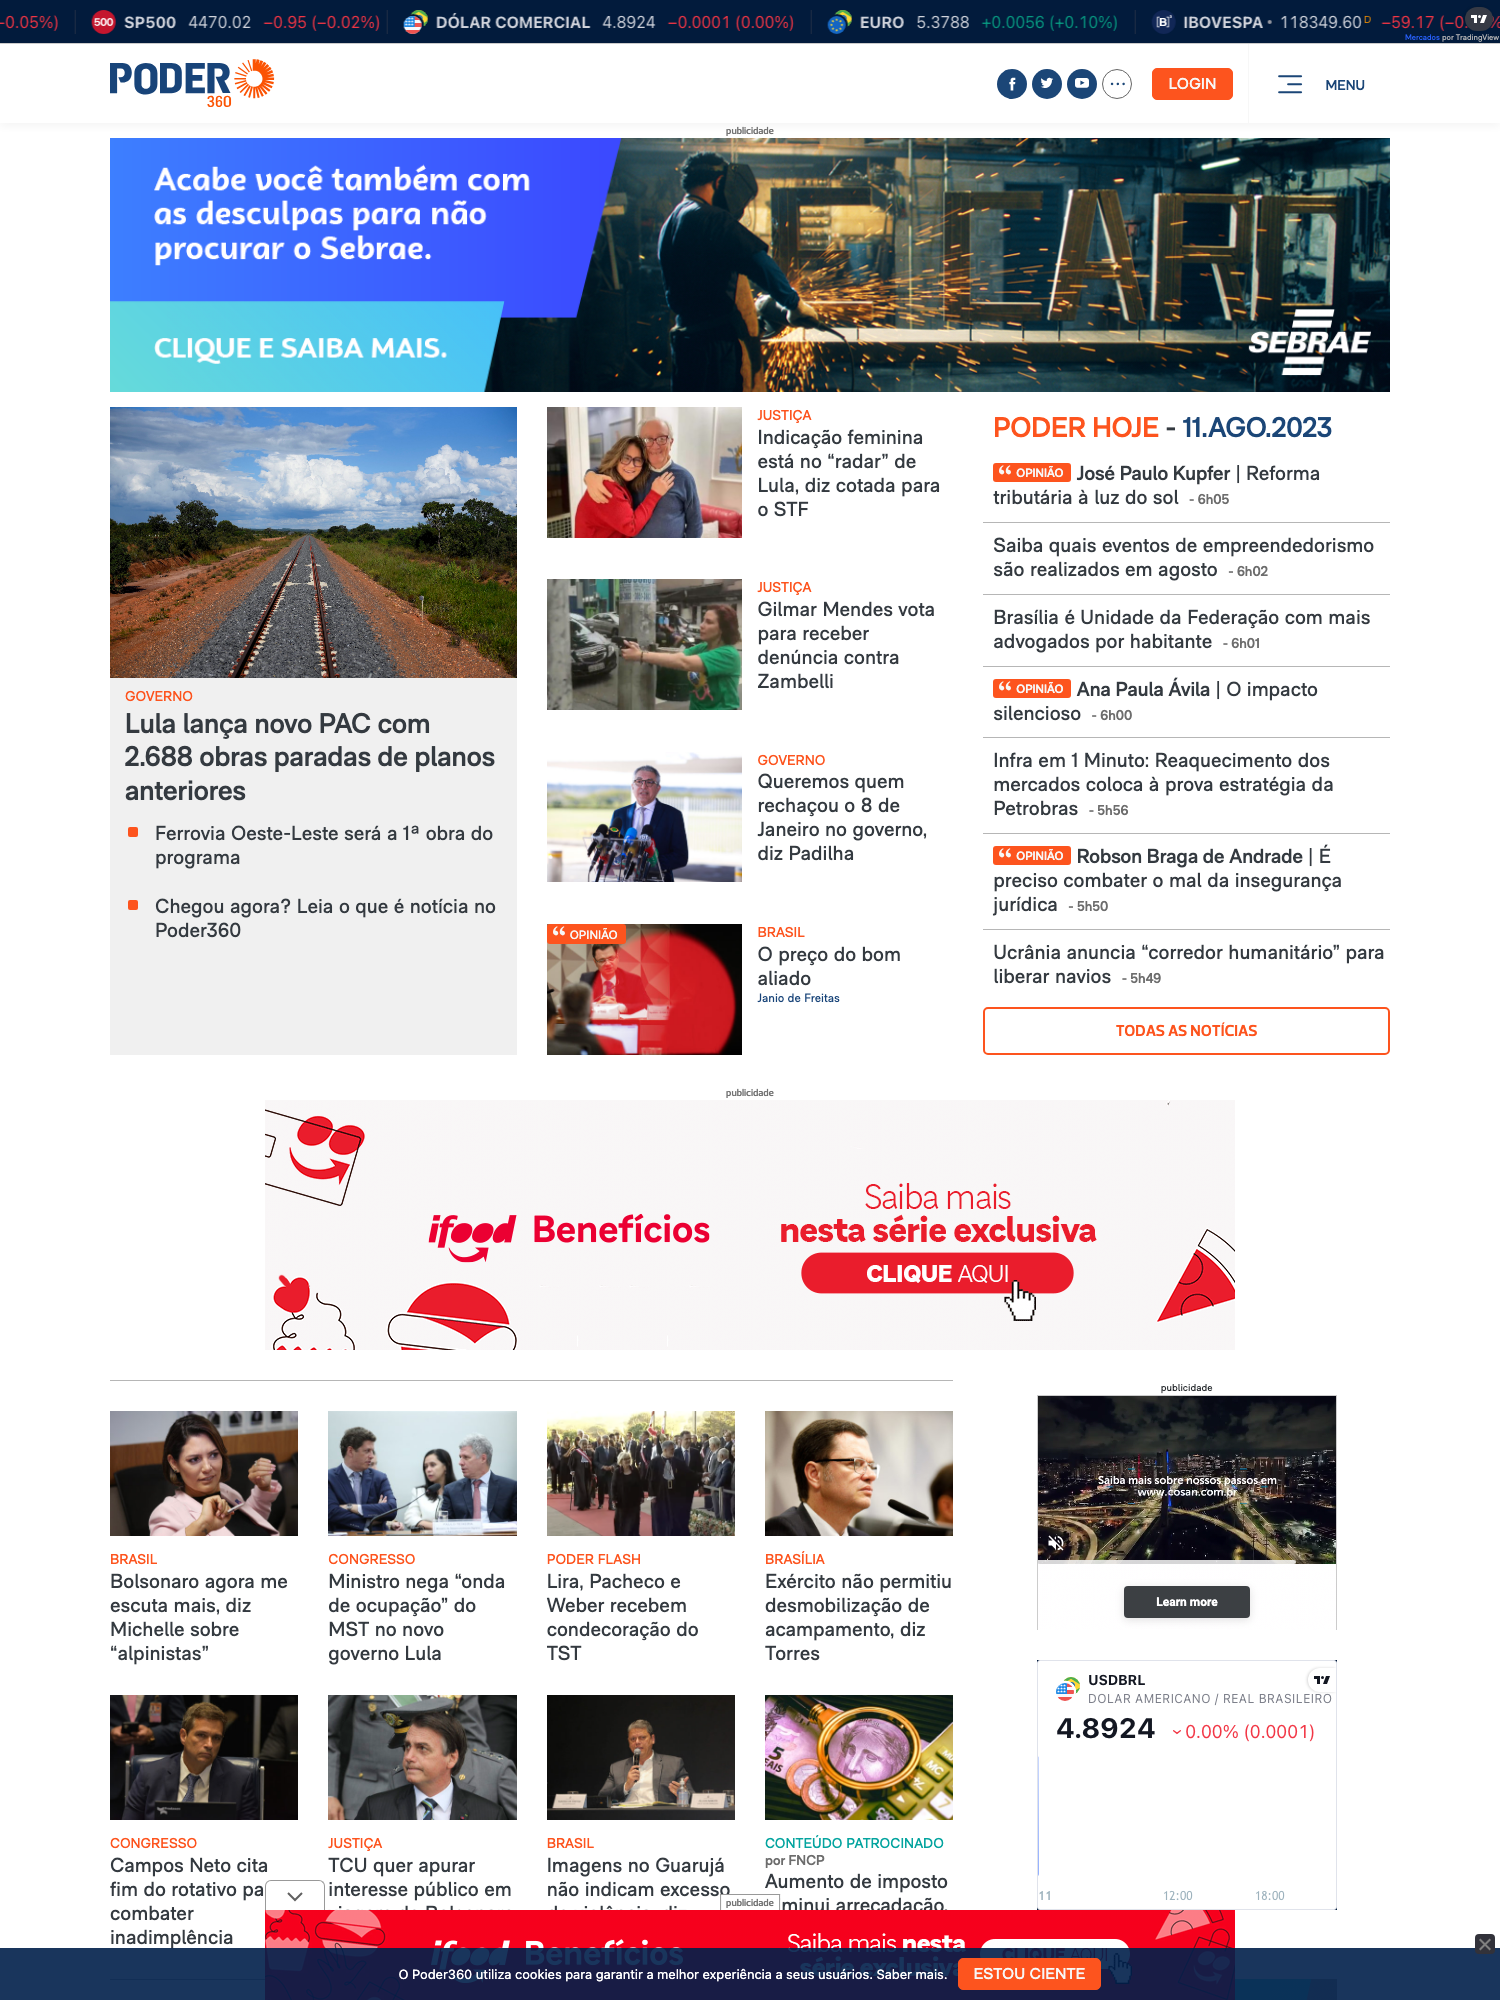 -0.05%)
500 SP500 4470.02 −0.95 (−0.02%)
DÓLAR COMERCIAL 4.8924 −0.0001 (0.00%)
EURO 5.3788 +0.0056 (+0.10%)
IBOVESPA • 118349.60 D −59.17
Mercados por TradingView
PODER
360
LOGIN
MENU
publicidade
Acabe você também com
as desculpas para não
procurar o Sebrae.
CLIQUE E SAIBA MAIS.
SEBRAE
GOVERNO
Lula lança novo PAC com
2.688 obras paradas de planos
anteriores
Ferrovia Oeste-Leste será a 1ª obra do
programa
Chegou agora? Leia o que é notícia no
Poder360
JUSTIÇA
Indicação feminina
está no “radar” de
Lula, diz cotada para
o STF
JUSTIÇA
Gilmar Mendes vota
para receber
denúncia contra
Zambelli
GOVERNO
Queremos quem
rechaçou o 8 de
Janeiro no governo,
diz Padilha
“ OPINIÃO
BRASIL
O preço do bom
aliado
Janio de Freitas
PODER HOJE - 11.AGO.2023
“ OPINIÃO José Paulo Kupfer | Reforma
tributária à luz do sol - 6h05
Saiba quais eventos de empreendedorismo
são realizados em agosto - 6h02
Brasília é Unidade da Federação com mais
advogados por habitante - 6h01
“ OPINIÃO Ana Paula Ávila | O impacto
silencioso - 6h00
Infra em 1 Minuto: Reaquecimento dos
mercados coloca à prova estratégia da
Petrobras - 5h56
“ OPINIÃO Robson Braga de Andrade | É
preciso combater o mal da insegurança
jurídica - 5h50
Ucrânia anuncia “corredor humanitário” para
liberar navios - 5h49
TODAS AS NOTÍCIAS
publicidade
ifood Benefícios
Saiba mais
nesta série exclusiva
CLIQUE AQUI
BRASIL
Bolsonaro agora me
escuta mais, diz
Michelle sobre
“alpinistas”
CONGRESSO
Ministro nega “onda
de ocupação” do
MST no novo
governo Lula
PODER FLASH
Lira, Pacheco e
Weber recebem
condecoração do
TST
BRASÍLIA
Exército não permitiu
desmobilização de
acampamento, diz
Torres
publicidade
Saiba mais sobre nossos passos em
www.cosan.com.br
Learn more
USDBRL
DOLAR AMERICANO / REAL BRASILEIRO
4.8924 0.00% (0.0001)
11 12:00 18:00
CONGRESSO
Campos Neto cita
fim do rotativo pa
combater
inadimplência
JUSTIÇA
TCU quer apurar
interesse público em
BRASIL
Imagens no Guarujá
não indicam excesso
CONTEÚDO PATROCINADO
por FNCP
Aumento de imposto
minui arrecadação,
publicidade
ifood Benefícios
Saiba mais nesta
série exclusiva
CLIQUE AQUI
O Poder360 utiliza cookies para garantir a melhor experiência a seus usuários. Saber mais.
ESTOU CIENTE